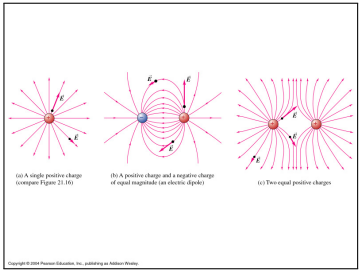 E
E
E
E
E
E
E
(a) A single positive charge
(compare Figure 21.16)
(b) A positive charge and a negative charge
of equal magnitude (an electric dipole)
(c) Two equal positive charges
Copyright © 2004 Pearson Education, Inc., publishing as Addison Wesley.